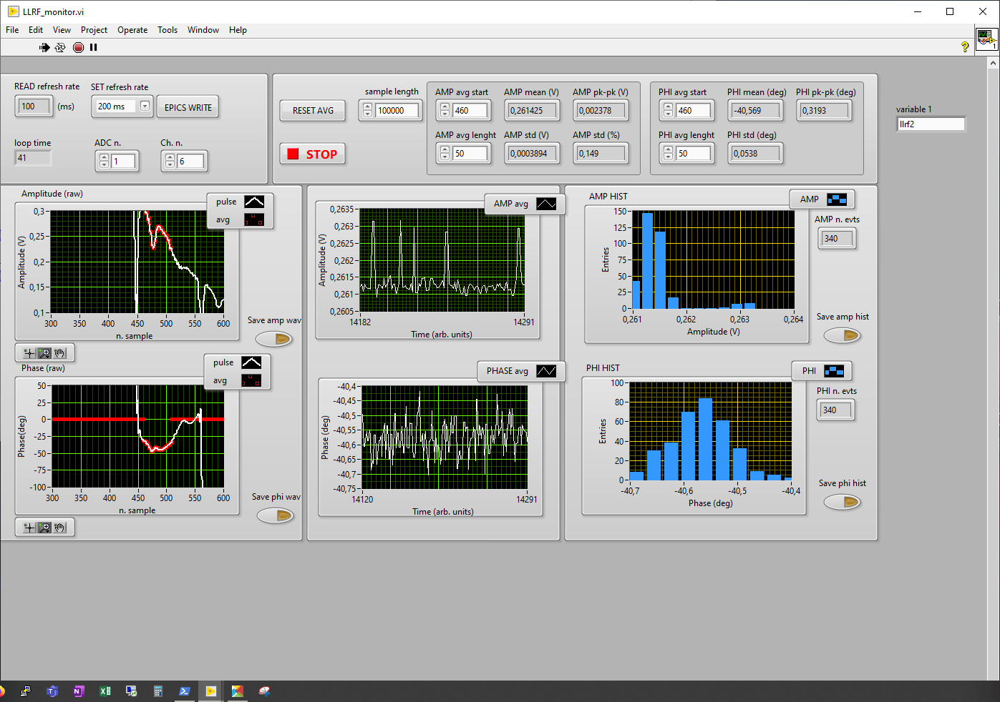 LLRF_monitor.vi
File Edit View Project Operate Tools Window Help
1
READ refresh rate
100 (ms)
SET refresh rate
200 ms
EPICS WRITE
loop time
41
ADC n.
1
Ch. n.
6
RESET AVG
STOP
sample length
100000
AMP avg start
460
AMP mean (V)
0,261425
AMP pk-pk (V)
0,002378
AMP avg lenght
50
AMP std (V)
0,0003894
AMP std (%)
0,149
PHI avg start
460
PHI mean (deg)
-40,569
PHI pk-pk (deg)
0,3193
PHI avg lenght
50
PHI std (deg)
0,0538
variable 1
llrf2
Amplitude (raw)
pulse
avg
Amplitude (V)
0,3
0,25
0,2
0,15
0,1
300 350 400 450 500 550 600
n. sample
Save amp wav
Phase (raw)
pulse
avg
Phase(deg)
50
25
0
-25
-50
-75
-100
300 350 400 450 500 550 600
n. sample
Save phi wav
AMP avg
Amplitude (V)
0,2635
0,263
0,2625
0,262
0,2615
0,261
0,2605
14182 14291
Time (arb. units)
PHASE avg
Phase (deg)
-40,4
-40,5
-40,55
-40,6
-40,65
-40,7
-40,75
14120 14291
Time (arb. units)
AMP HIST
AMP
AMP n. evts
340
Entries
150
125
100
75
50
25
0
0,261 0,262 0,263 0,264
Amplitude (V)
Save amp hist
PHI HIST
PHI
PHI n. evts
340
Entries
100
80
60
40
20
0
-40,7 -40,6 -40,5 -40,4
Phase (deg)
Save phi hist